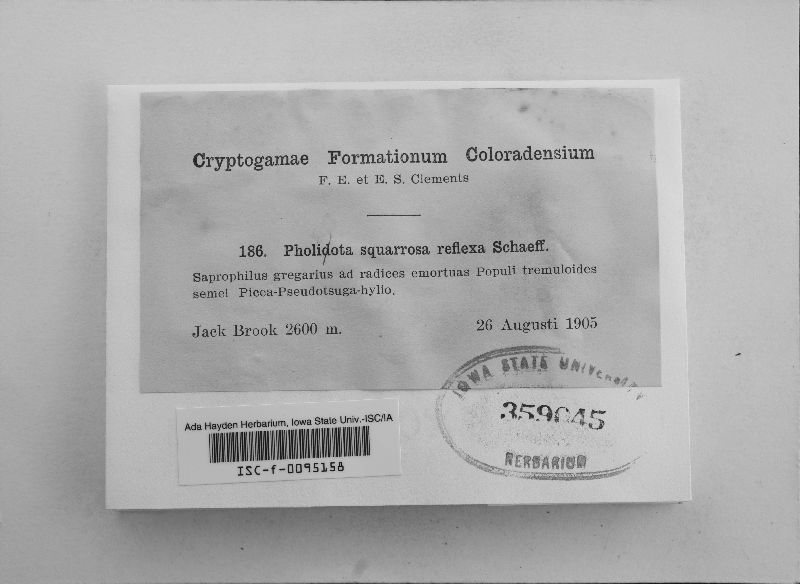 Cryptogamae Formationum Coloradensium
F. E. et E. S. Clements
186. Pholidota squarrosa reflexa Schaeff.
Saprophilus gregarius ad radices emortuas Populi tremuloides
semel Picea-Pseudotsuga-hylio.
Jack Brook 2600 m.
26 Augusti 1905
IOWA STATE UNIVERSITY
359045
HERBARIUM
Ada Hayden Herbarium, Iowa State Univ.-ISC/IA
ISC-f-0095158